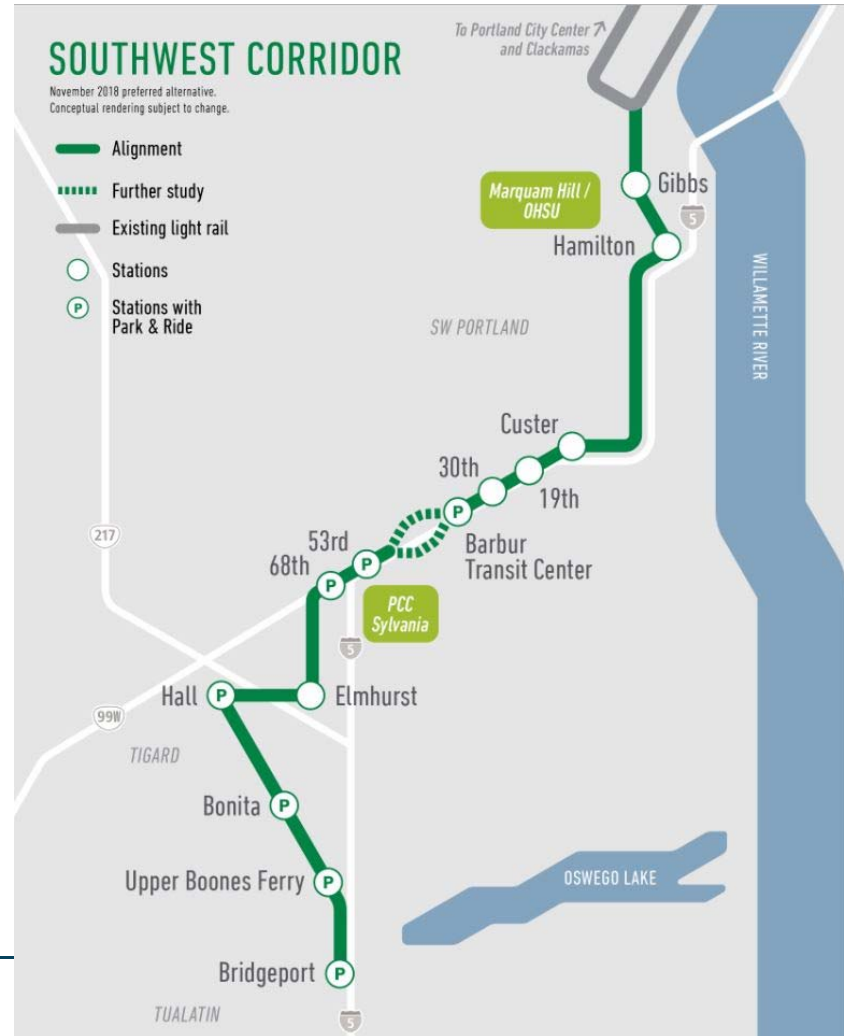 SOUTHWEST CORRIDOR
November 2018 preferred alternative.
Conceptual rendering subject to change.
Alignment
Further study
Existing light rail
Stations
P
Stations with
Park & Ride
To Portland City Center
and Clackamas
Marquam Hill /
OHSU
Gibbs
5
Hamilton
WILLAMETTE RIVER
SW PORTLAND
Custer
30th
19th
P
Barbur
Transit Center
217
53rd
P
68th
P
PCC
Sylvania
5
Hall
P
Elmhurst
99W
TIGARD
Bonita
P
Upper Boones Ferry
P
OSWEGO LAKE
Bridgeport
P
TUALATIN
5